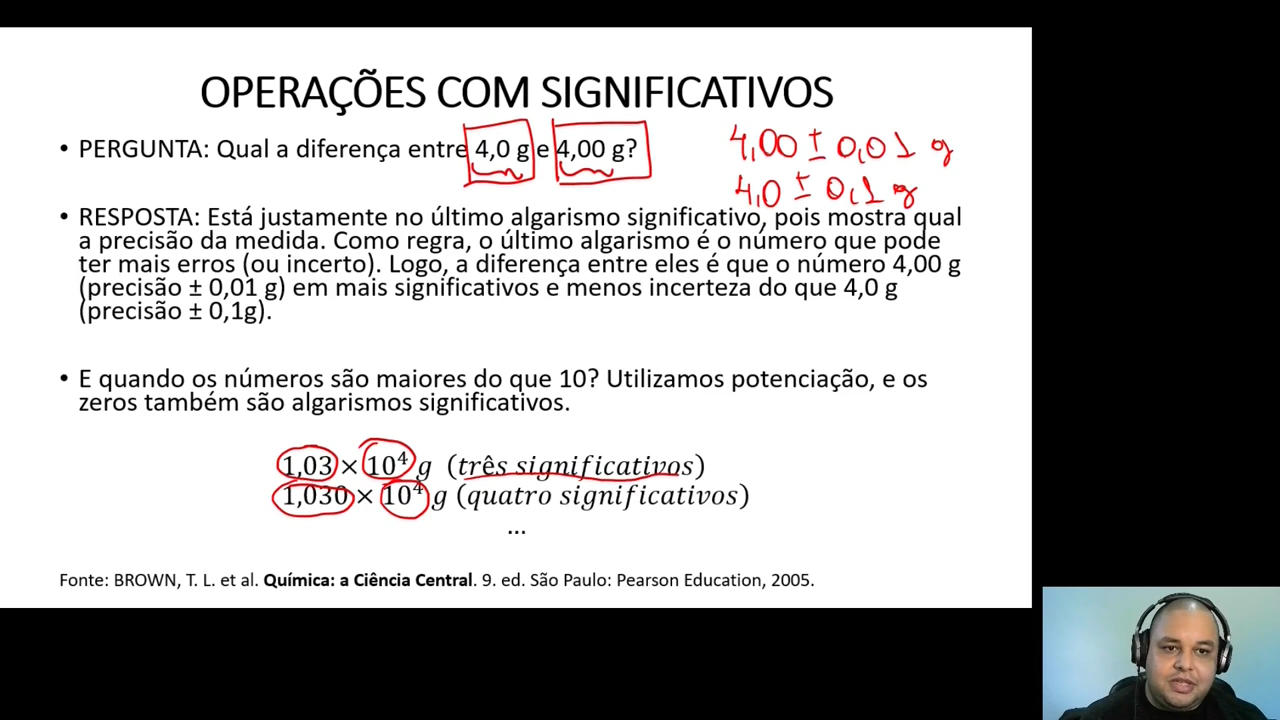 OPERAÇÕES COM SIGNIFICATIVOS
• PERGUNTA: Qual a diferença entre 4,0 g e 4,00 g?
4,00 ± 0,01 g
4,0 ± 0,1 g
• RESPOSTA: Está justamente no último algarismo significativo, pois mostra qual
a precisão da medida. Como regra, o último algarismo é o número que pode
ter mais erros (ou incerto). Logo, a diferença entre eles é que o número 4,00 g
(precisão ± 0,01 g) em mais significativos e menos incerteza do que 4,0 g
(precisão ± 0,1g).
• E quando os números são maiores do que 10? Utilizamos potenciação, e os
zeros também são algarismos significativos.
1,03 × 10⁴ g (três significativos)
1,030 × 10⁴ g (quatro significativos)
...
Fonte: BROWN, T. L. et al. Química: a Ciência Central. 9. ed. São Paulo: Pearson Education, 2005.